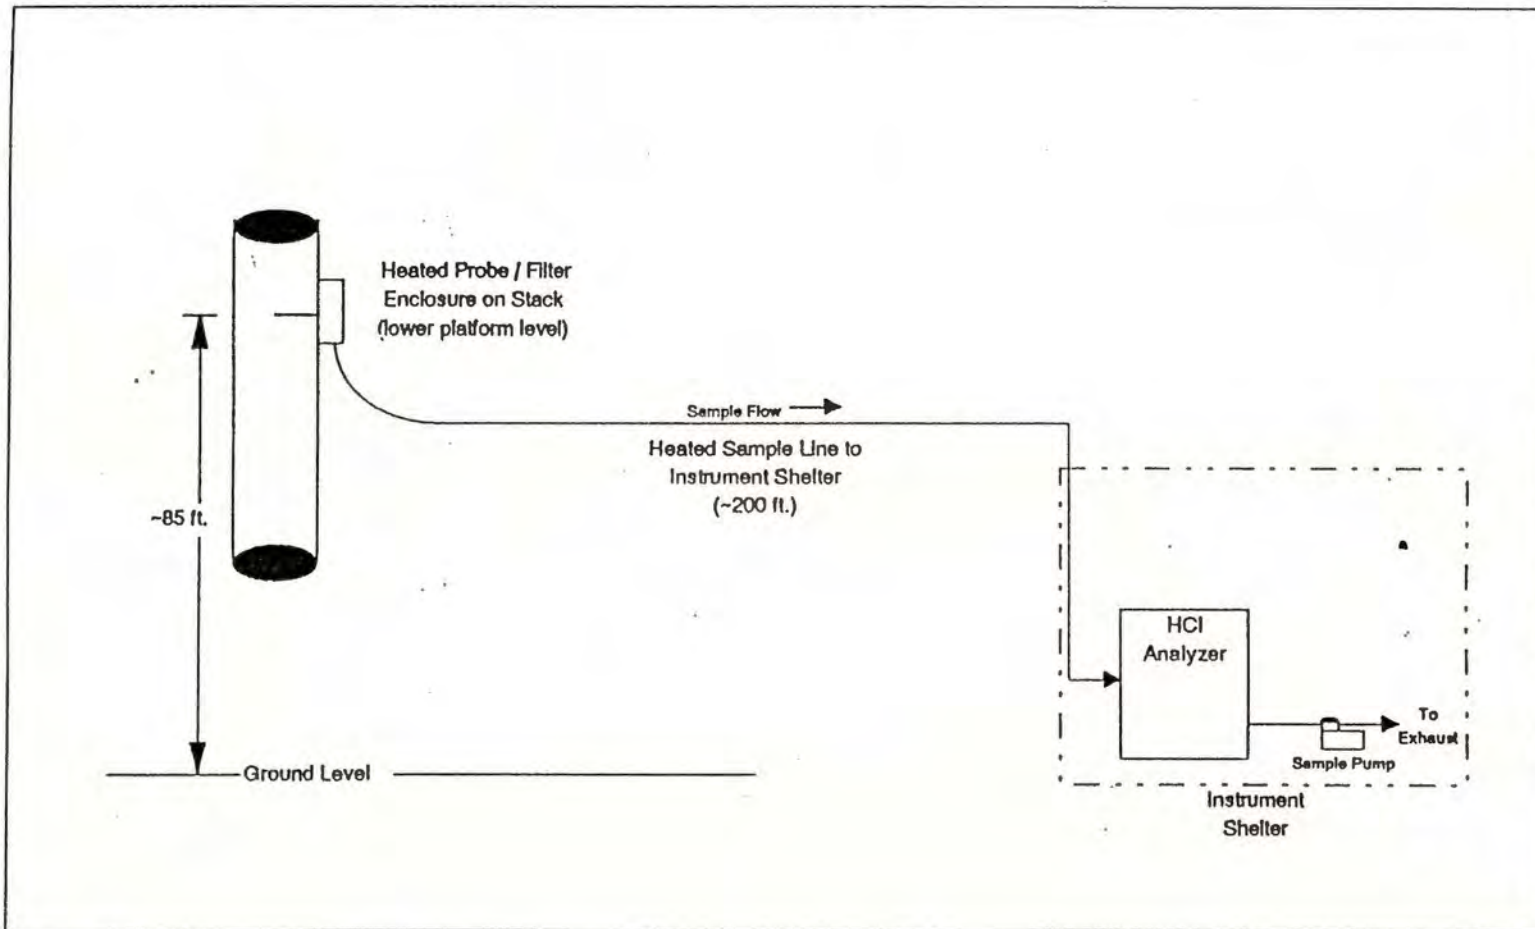 Heated Probe / Filter
Enclosure on Stack
(lower platform level)
Sample Flow
Heated Sample Line to
Instrument Shelter
(~200 ft.)
~85 ft.
HCl
Analyzer
To
Exhaust
Sample Pump
Ground Level
Instrument
Shelter